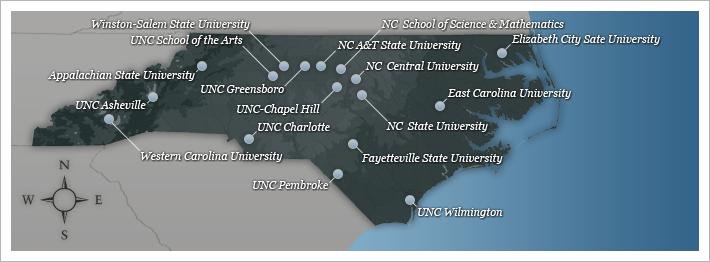 Winston-Salem State University
NC School of Science & Mathematics
UNC School of the Arts
NC A&T State University
Elizabeth City Sate University
Appalachian State University
NC Central University
UNC Greensboro
East Carolina University
UNC Asheville
UNC-Chapel Hill
UNC Charlotte
NC State University
Western Carolina University
Fayetteville State University
N
UNC Pembroke
W
E
UNC Wilmington
S